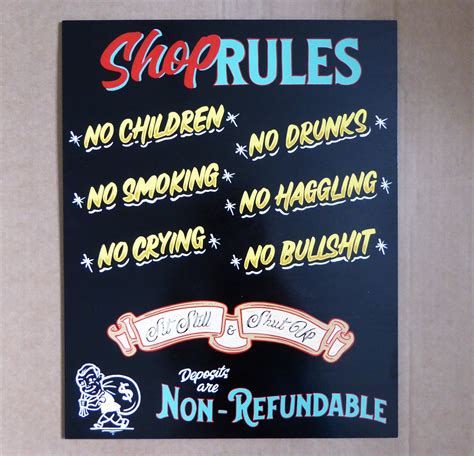 Shop RULES
NO CHILDREN
NO DRUNKS
NO SMOKING
NO HAGGLING
NO CRYING
NO BULLSHIT
Sit Still & Shut Up
Deposits
are
NON-REFUNDABLE
$